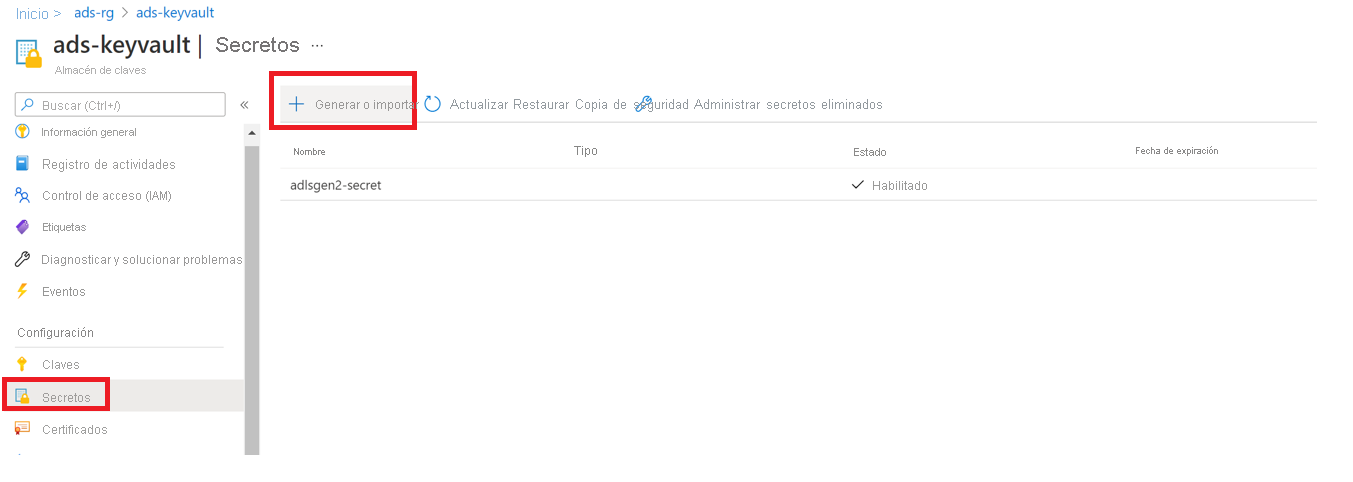 Inicio > ads-rg > ads-keyvault
ads-keyvault | Secretos ...
Almacén de claves
Buscar (Ctrl+/) «
Generar o importar Actualizar Restaurar Copia de seguridad Administrar secretos eliminados
Nombre Tipo Estado Fecha de expiración
adlsgen2-secret Habilitado
Información general
Registro de actividades
Control de acceso (IAM)
Etiquetas
Diagnosticar y solucionar problemas
Eventos
Configuración
Claves
Secretos
Certificados